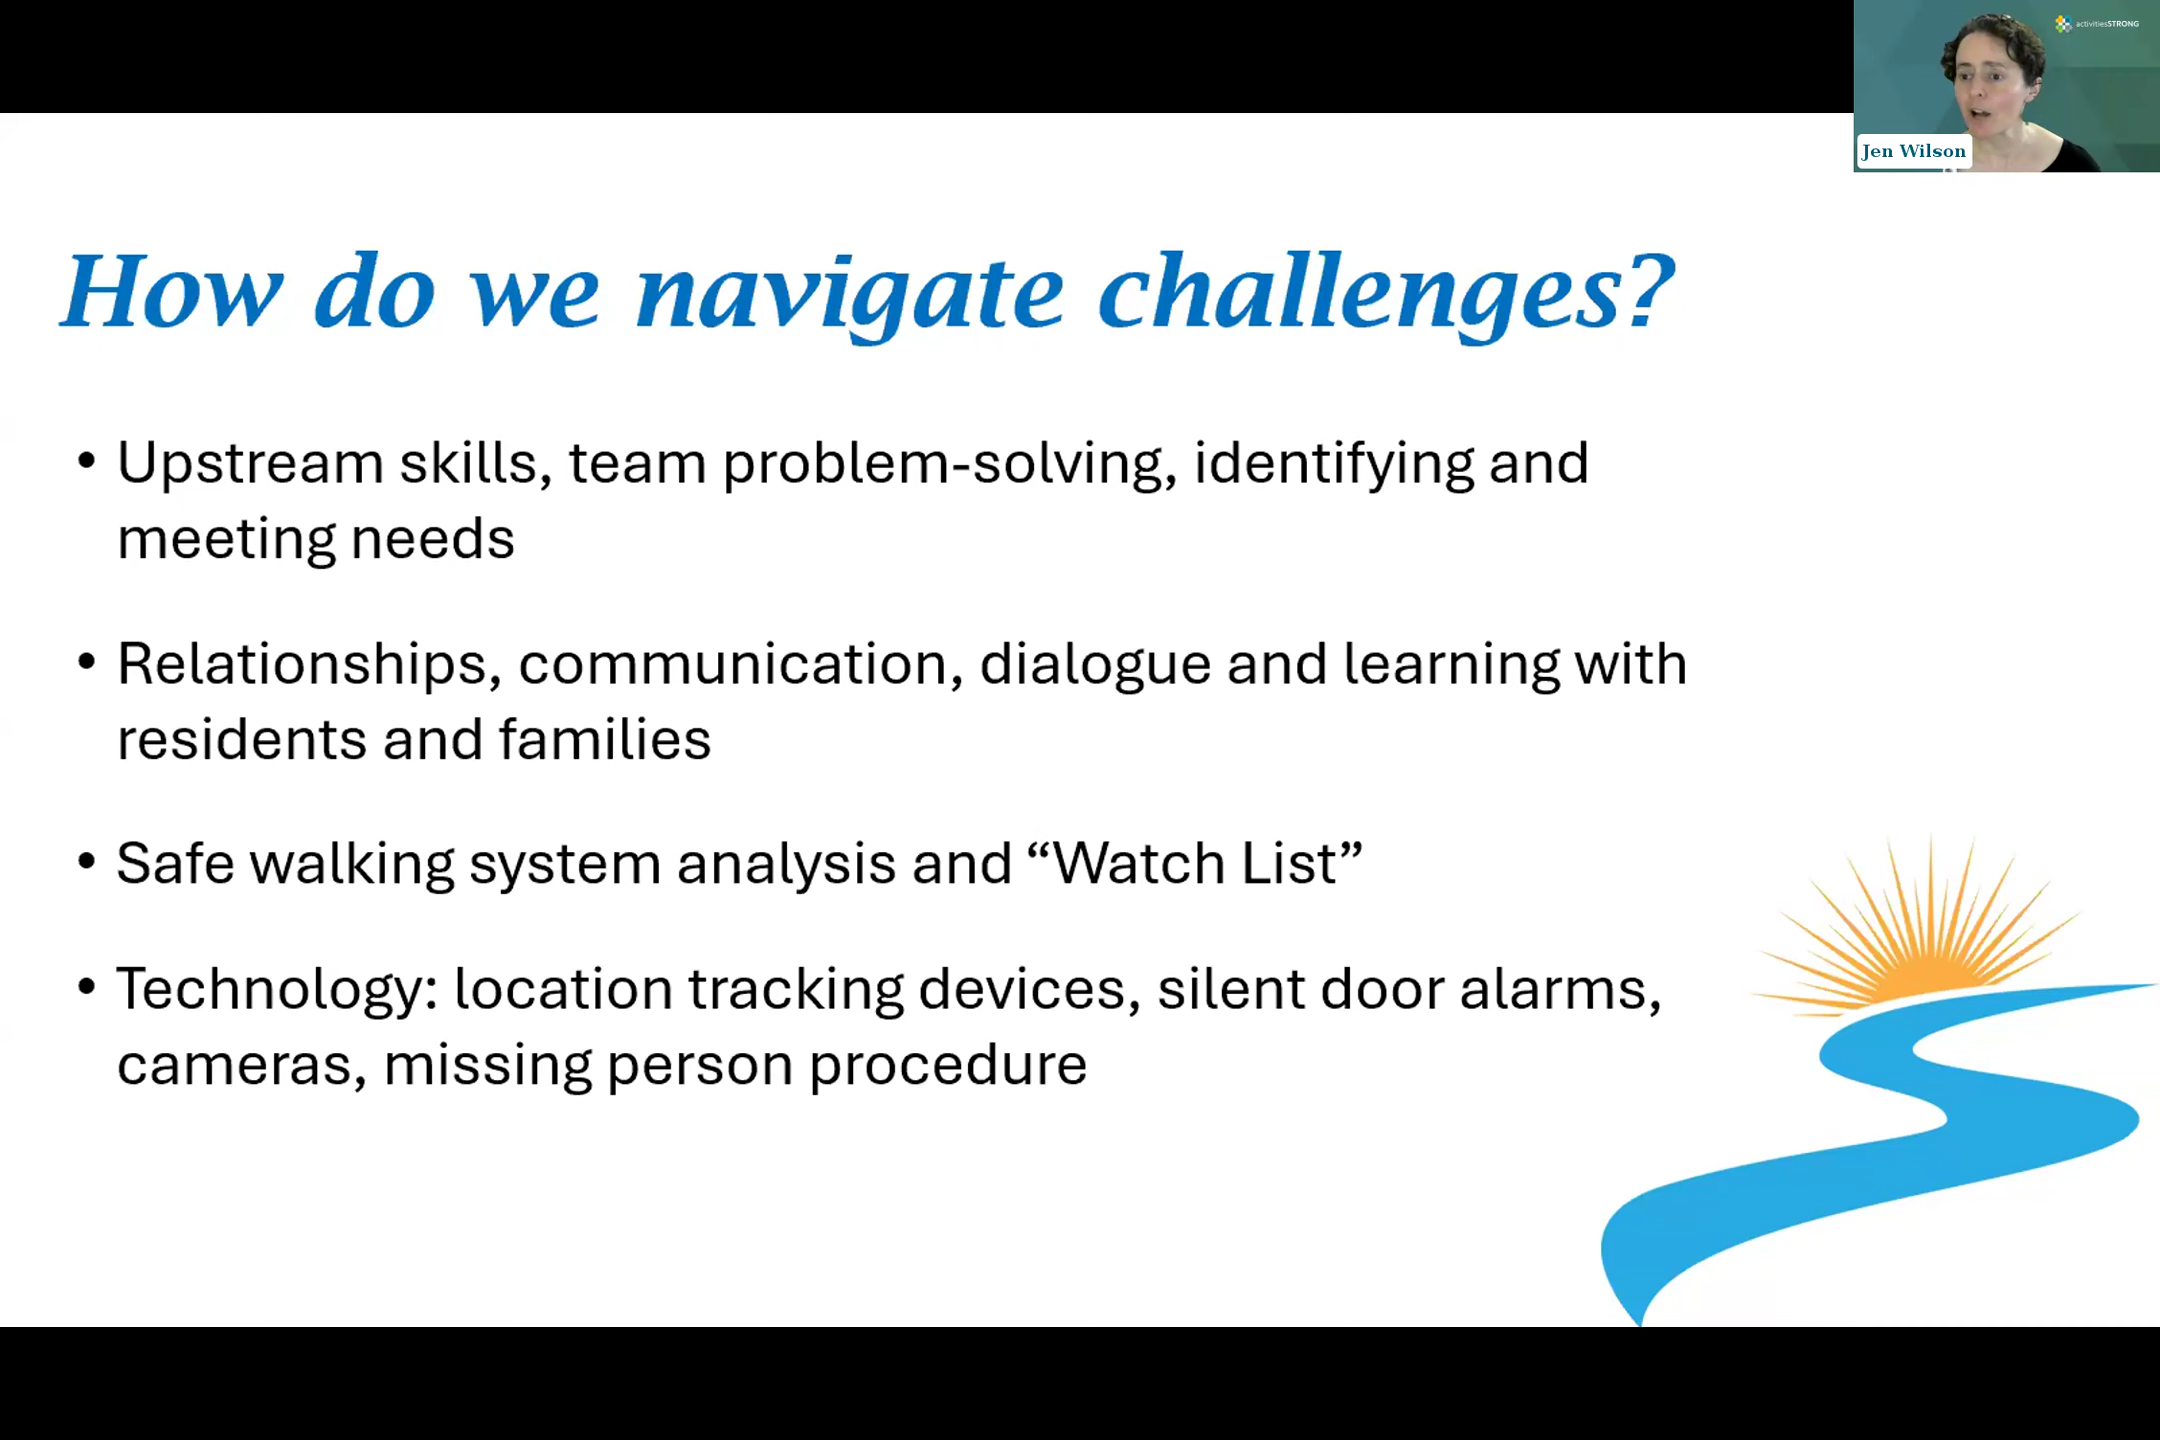 activitiesSTRONG
Jen Wilson
How do we navigate challenges?
• Upstream skills, team problem-solving, identifying and
meeting needs
• Relationships, communication, dialogue and learning with
residents and families
• Safe walking system analysis and “Watch List”
• Technology: location tracking devices, silent door alarms,
cameras, missing person procedure